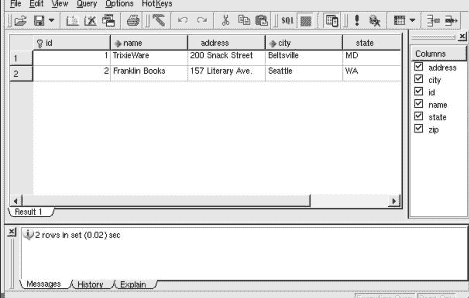 File Edit View Query Options HotKeys
SQL
id name address city state
1 1 TrixieWare 200 Snack Street Beltsville MD
2 2 Franklin Books 157 Literary Ave. Seattle WA
Columns
address
city
id
name
state
zip
Result 1
2 rows in set (0.02) sec
Messages History Explain